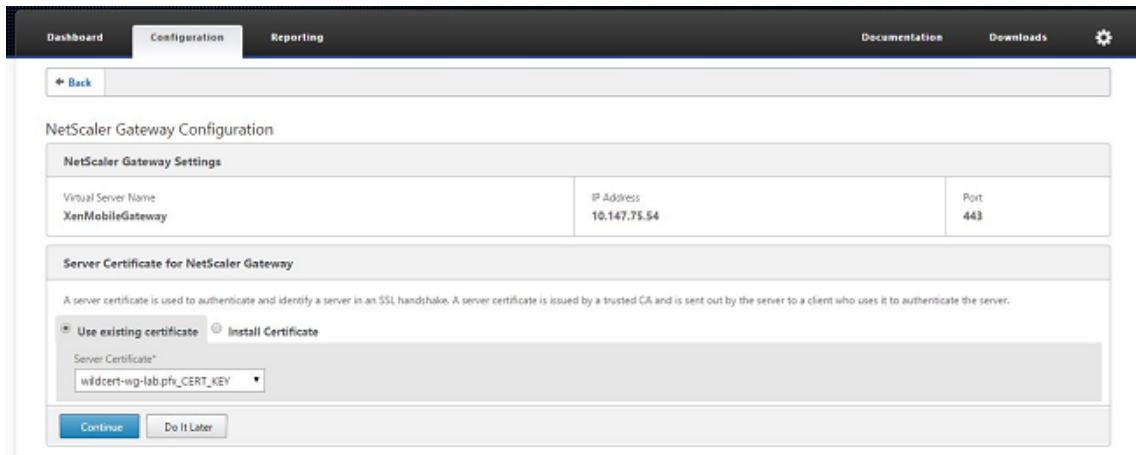 Dashboard Configuration Reporting Documentation Downloads
Back
NetScaler Gateway Configuration
NetScaler Gateway Settings
Virtual Server Name IP Address Port
XenMobileGateway 10.147.75.54 443
Server Certificate for NetScaler Gateway
A server certificate is used to authenticate and identify a server in an SSL handshake. A server certificate is issued by a trusted CA and is sent out by the server to a client who uses it to authenticate the server.
Use existing certificate Install Certificate
Server Certificate*
wildcert-wg-lab.pfx_CERT_KEY
Continue Do It Later